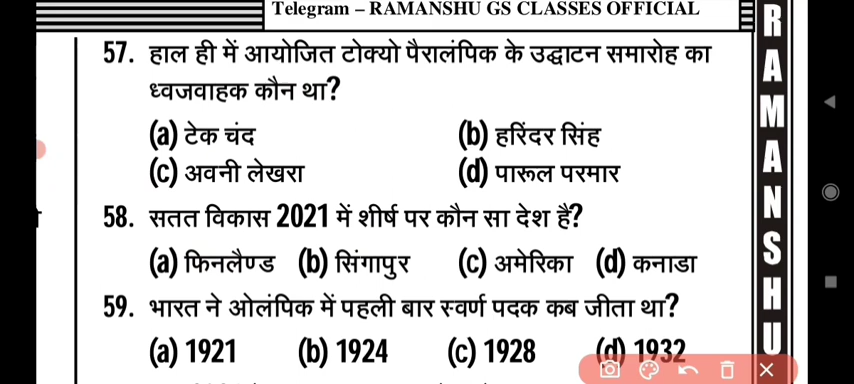 Telegram – RAMANSHU GS CLASSES OFFICIAL
57. हाल ही में आयोजित टोक्यो पैरालंपिक के उद्घाटन समारोह का
ध्वजवाहक कौन था?
(a) टेक चंद (b) हरिंदर सिंह
(c) अवनी लेखरा (d) पारूल परमार
58. सतत विकास 2021 में शीर्ष पर कौन सा देश हैं?
(a) फिनलैण्ड (b) सिंगापुर (c) अमेरिका (d) कनाडा
59. भारत ने ओलंपिक में पहली बार स्वर्ण पदक कब जीता था?
(a) 1921 (b) 1924 (c) 1928 (d) 1932
RAMANSHU